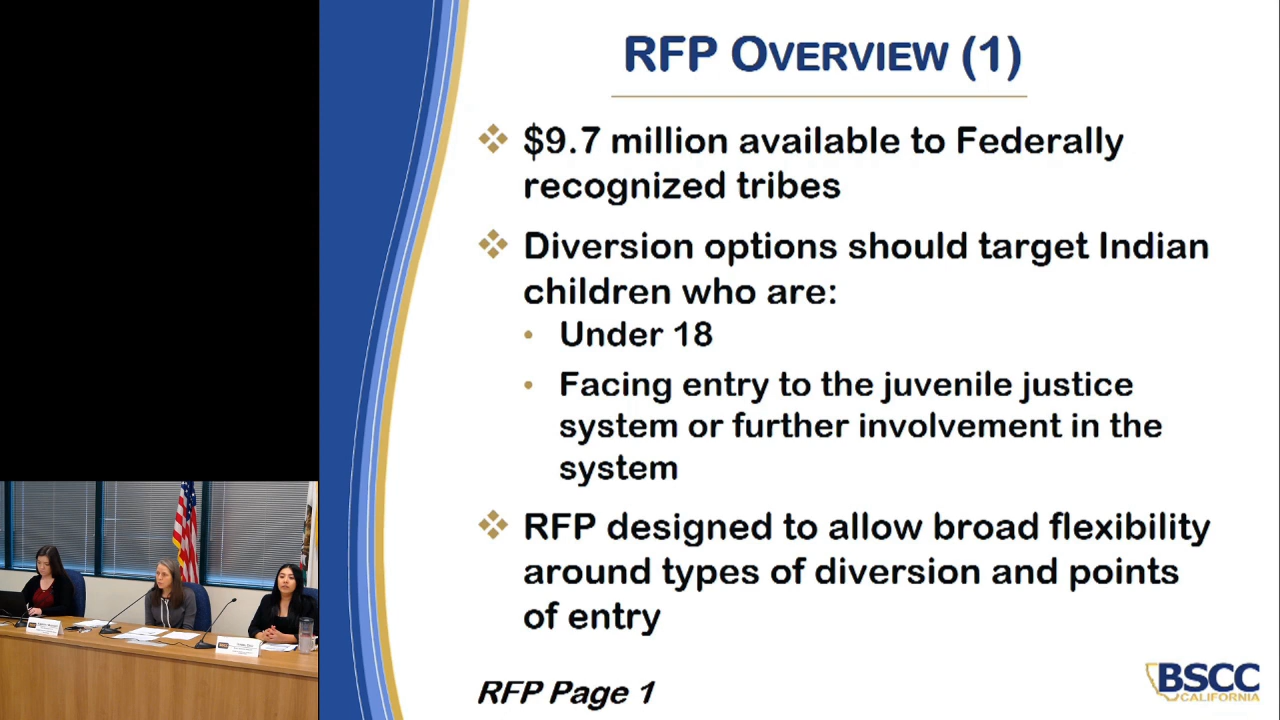 RFP OVERVIEW (1)
$9.7 million available to Federally
recognized tribes
Diversion options should target Indian
children who are:
Under 18
Facing entry to the juvenile justice
system or further involvement in the
system
RFP designed to allow broad flexibility
around types of diversion and points
of entry
RFP Page 1
BSCC
CALIFORNIA